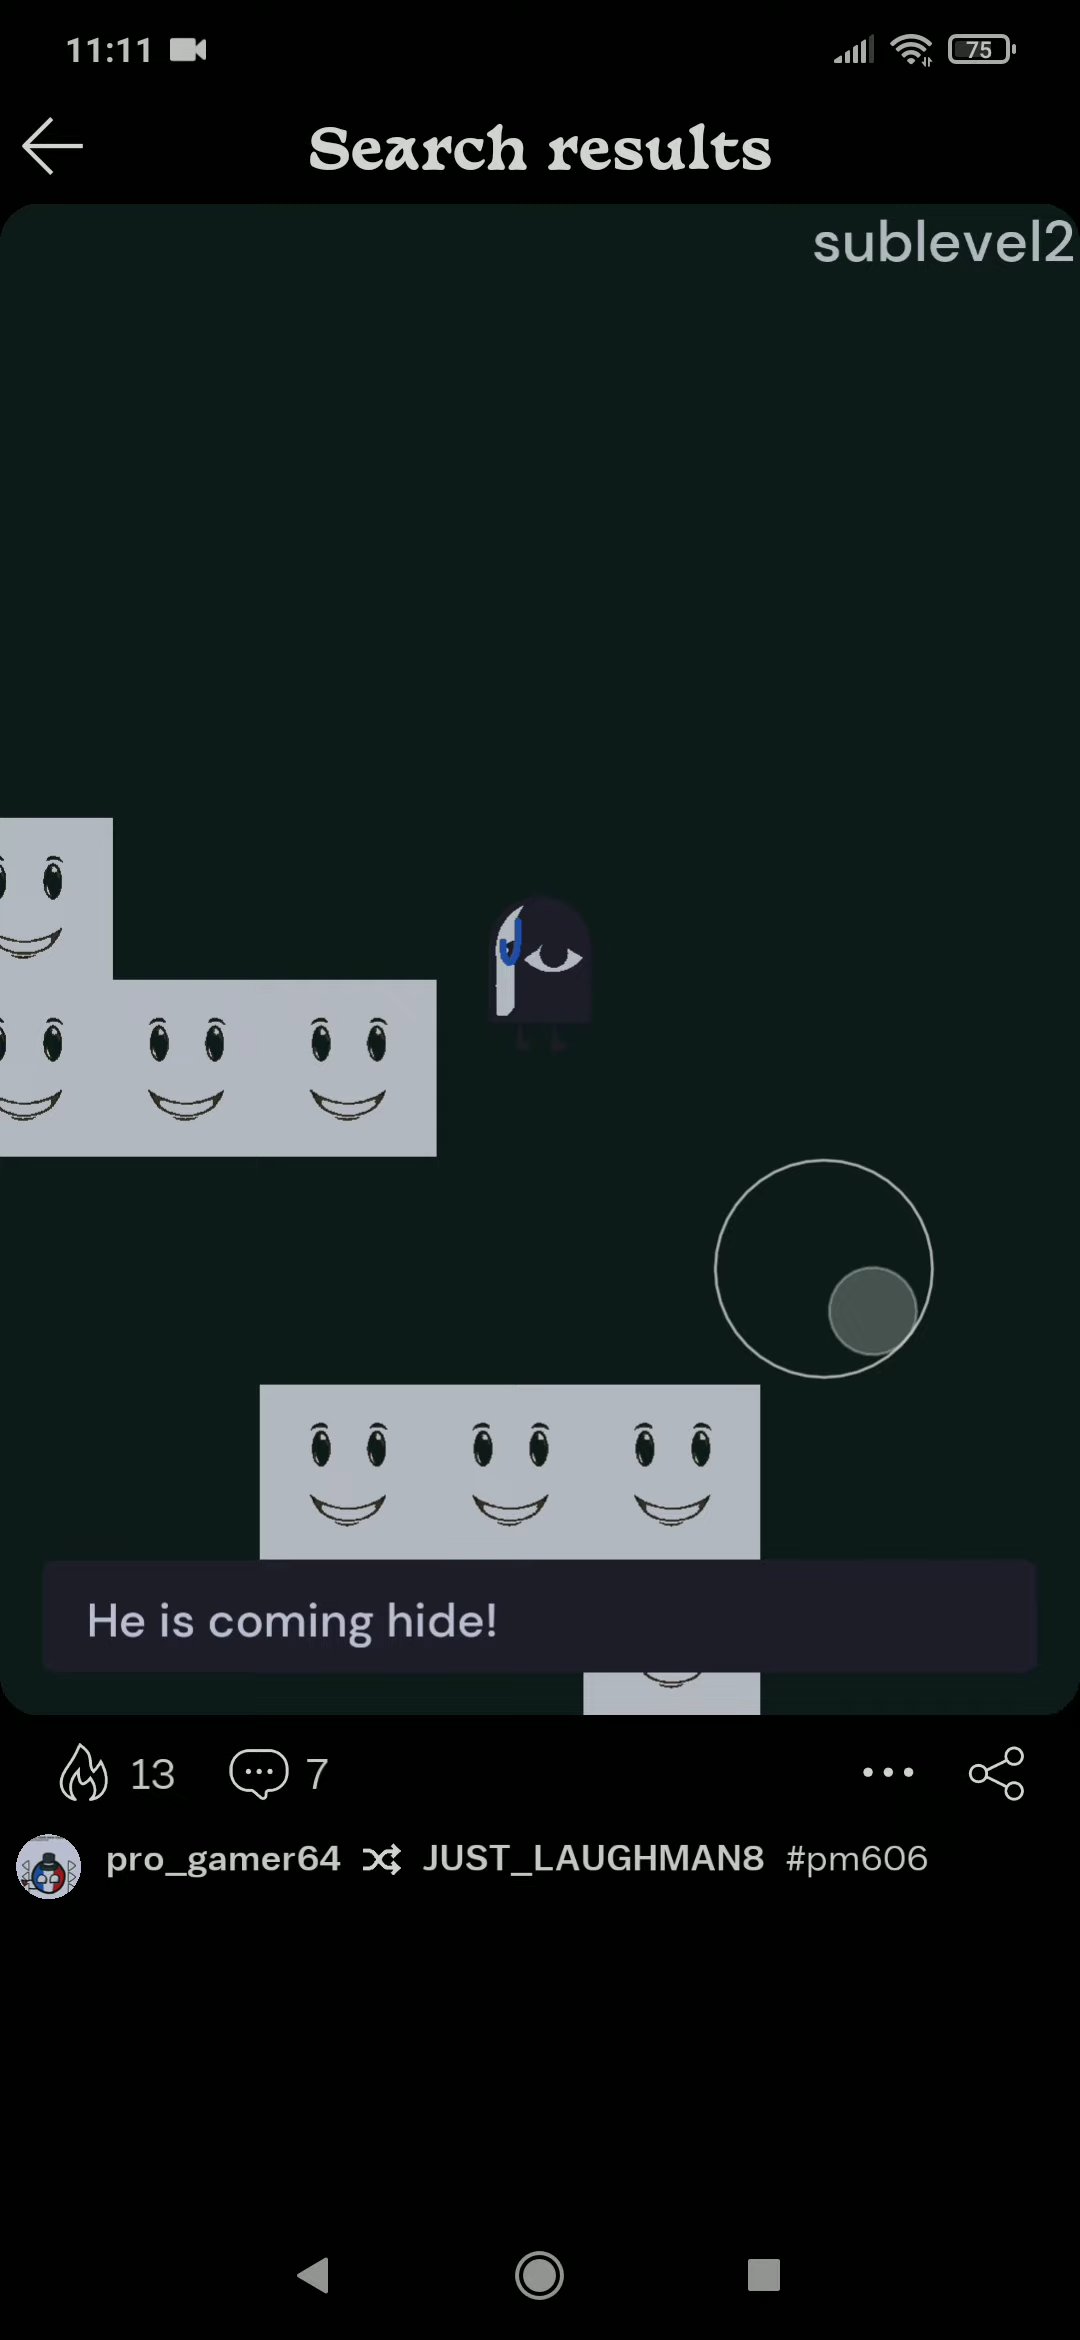 11:11
75
Search results
sublevel2
He is coming hide!
13
7
pro_gamer64 JUST_LAUGHMAN8 #pm606